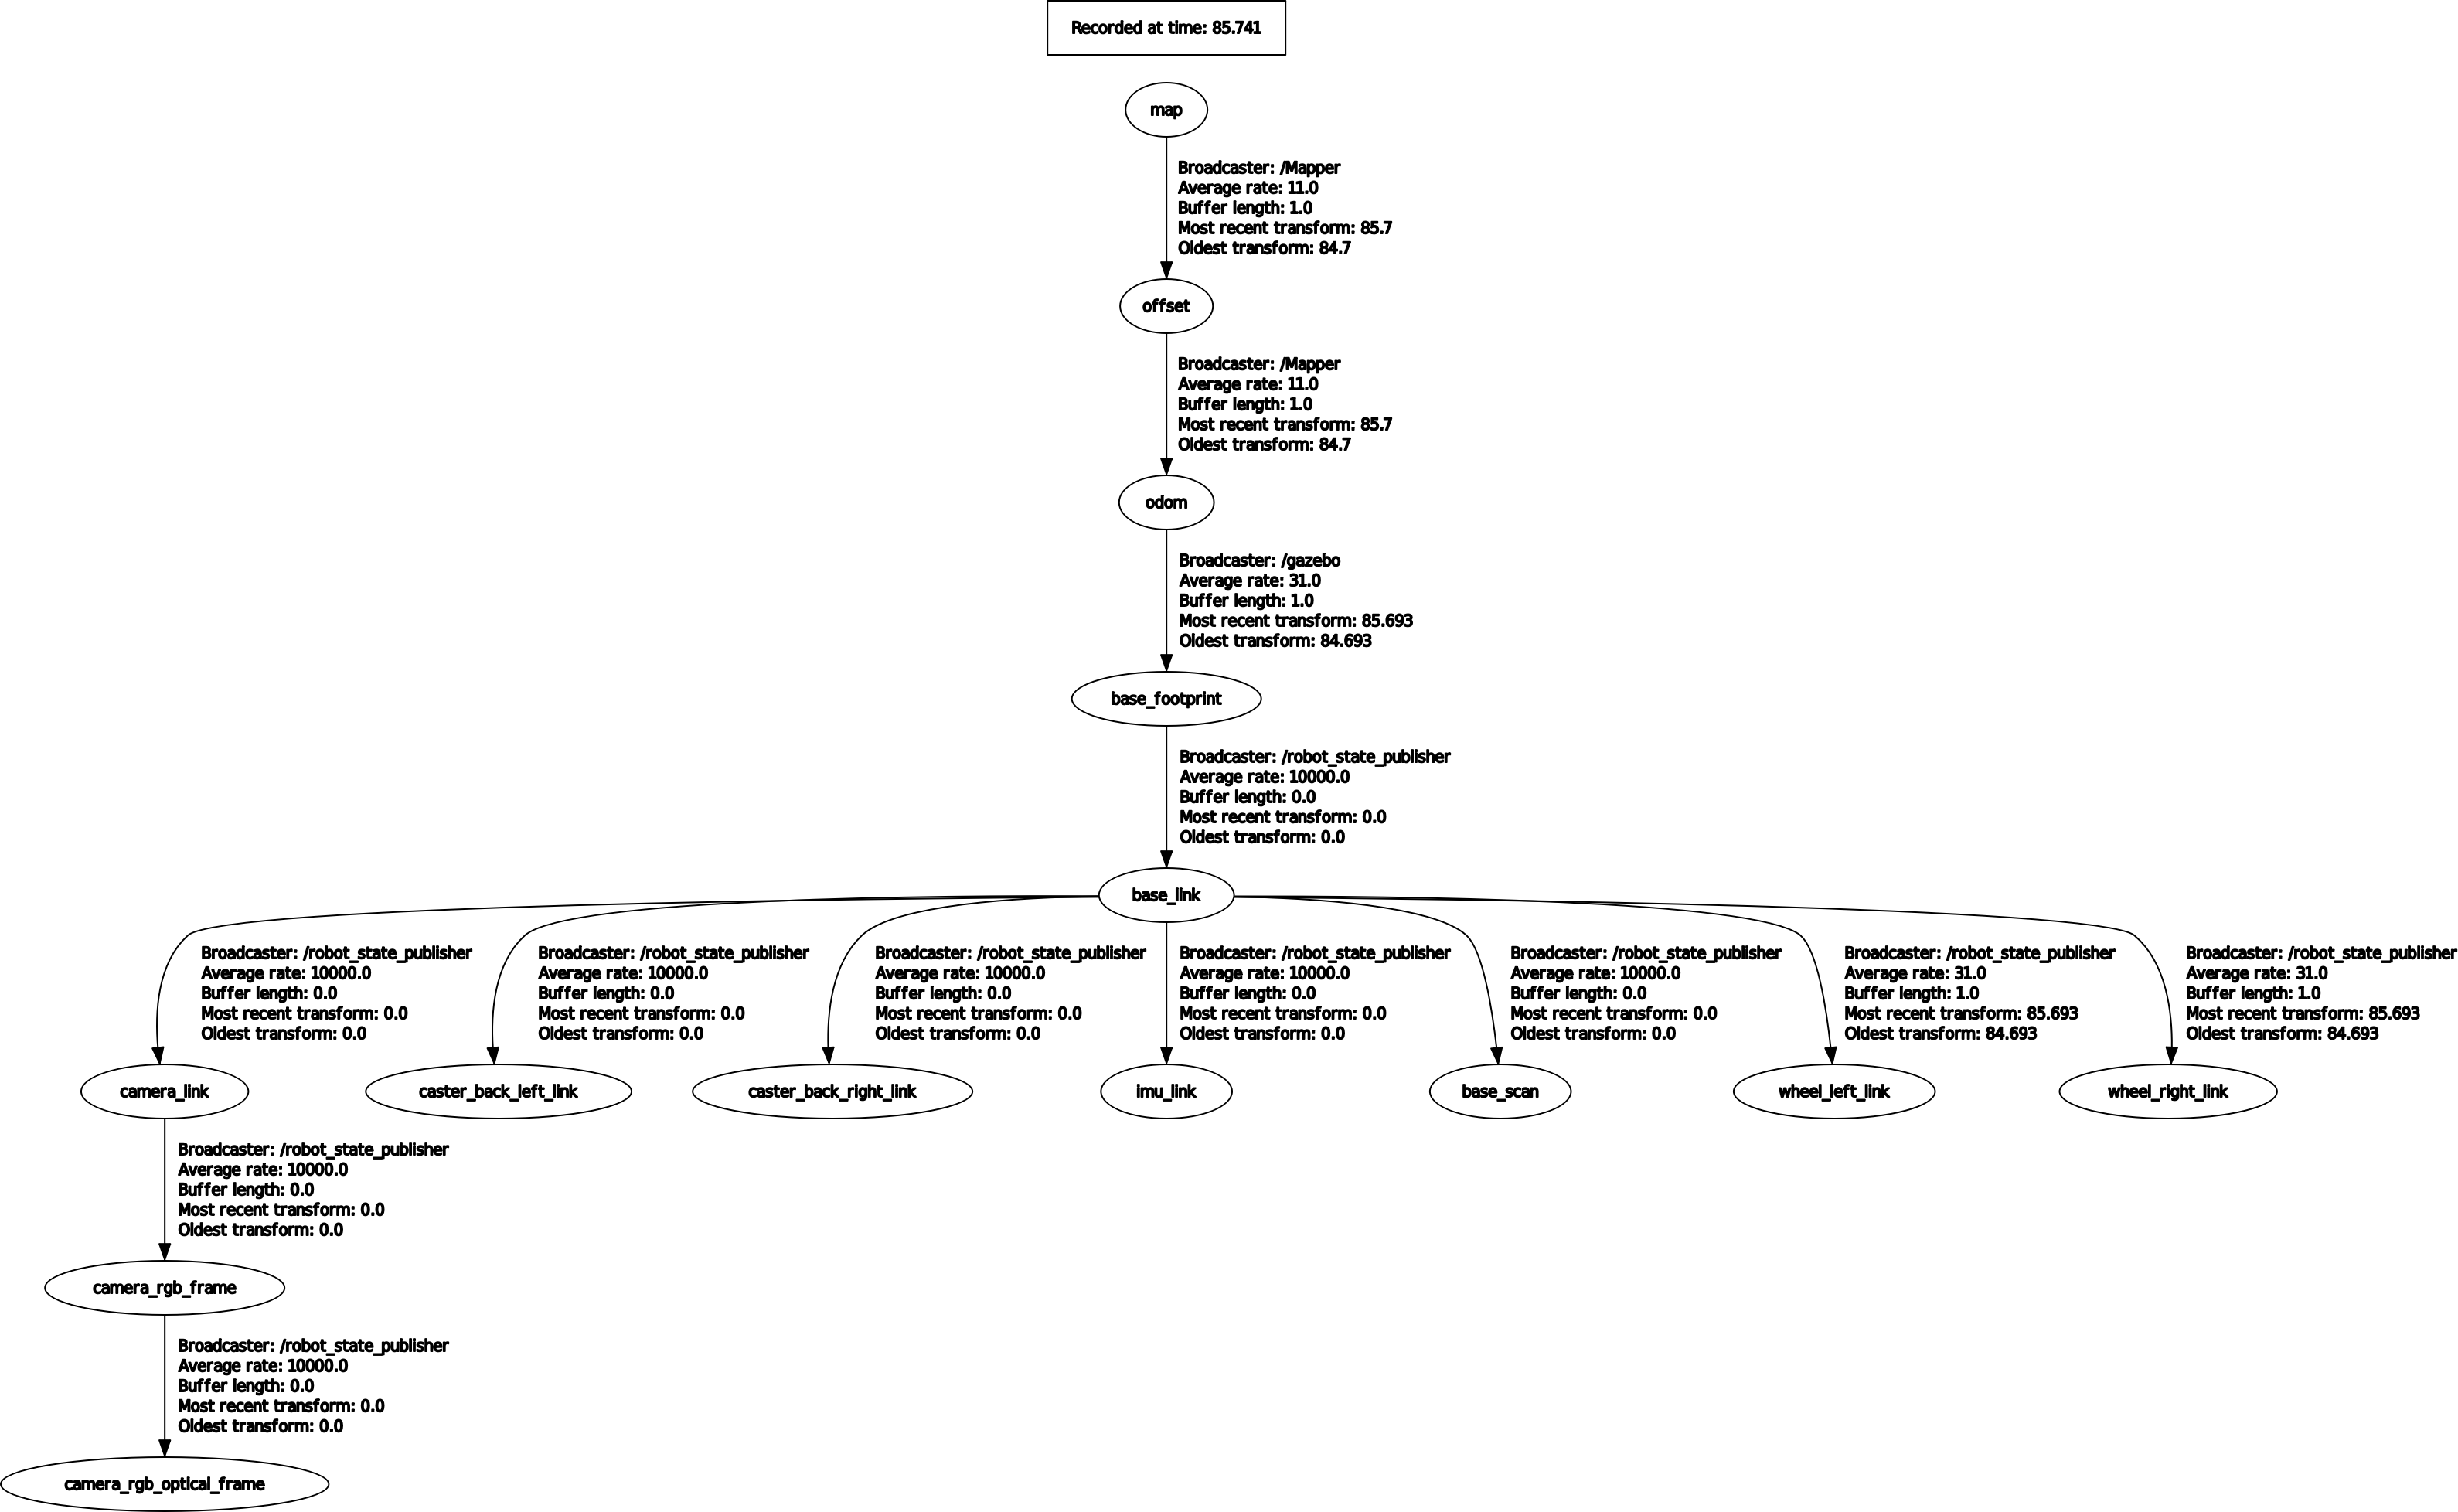 Recorded at time: 85.741
map
Broadcaster: /Mapper
Average rate: 11.0
Buffer length: 1.0
Most recent transform: 85.7
Oldest transform: 84.7
offset
Broadcaster: /Mapper
Average rate: 11.0
Buffer length: 1.0
Most recent transform: 85.7
Oldest transform: 84.7
odom
Broadcaster: /gazebo
Average rate: 31.0
Buffer length: 1.0
Most recent transform: 85.693
Oldest transform: 84.693
base_footprint
Broadcaster: /robot_state_publisher
Average rate: 10000.0
Buffer length: 0.0
Most recent transform: 0.0
Oldest transform: 0.0
base_link
Broadcaster: /robot_state_publisher
Average rate: 10000.0
Buffer length: 0.0
Most recent transform: 0.0
Oldest transform: 0.0
Broadcaster: /robot_state_publisher
Average rate: 10000.0
Buffer length: 0.0
Most recent transform: 0.0
Oldest transform: 0.0
Broadcaster: /robot_state_publisher
Average rate: 10000.0
Buffer length: 0.0
Most recent transform: 0.0
Oldest transform: 0.0
Broadcaster: /robot_state_publisher
Average rate: 10000.0
Buffer length: 0.0
Most recent transform: 0.0
Oldest transform: 0.0
Broadcaster: /robot_state_publisher
Average rate: 10000.0
Buffer length: 0.0
Most recent transform: 0.0
Oldest transform: 0.0
Broadcaster: /robot_state_publisher
Average rate: 31.0
Buffer length: 1.0
Most recent transform: 85.693
Oldest transform: 84.693
Broadcaster: /robot_state_publisher
Average rate: 31.0
Buffer length: 1.0
Most recent transform: 85.693
Oldest transform: 84.693
camera_link
caster_back_left_link
caster_back_right_link
imu_link
base_scan
wheel_left_link
wheel_right_link
Broadcaster: /robot_state_publisher
Average rate: 10000.0
Buffer length: 0.0
Most recent transform: 0.0
Oldest transform: 0.0
camera_rgb_frame
Broadcaster: /robot_state_publisher
Average rate: 10000.0
Buffer length: 0.0
Most recent transform: 0.0
Oldest transform: 0.0
camera_rgb_optical_frame